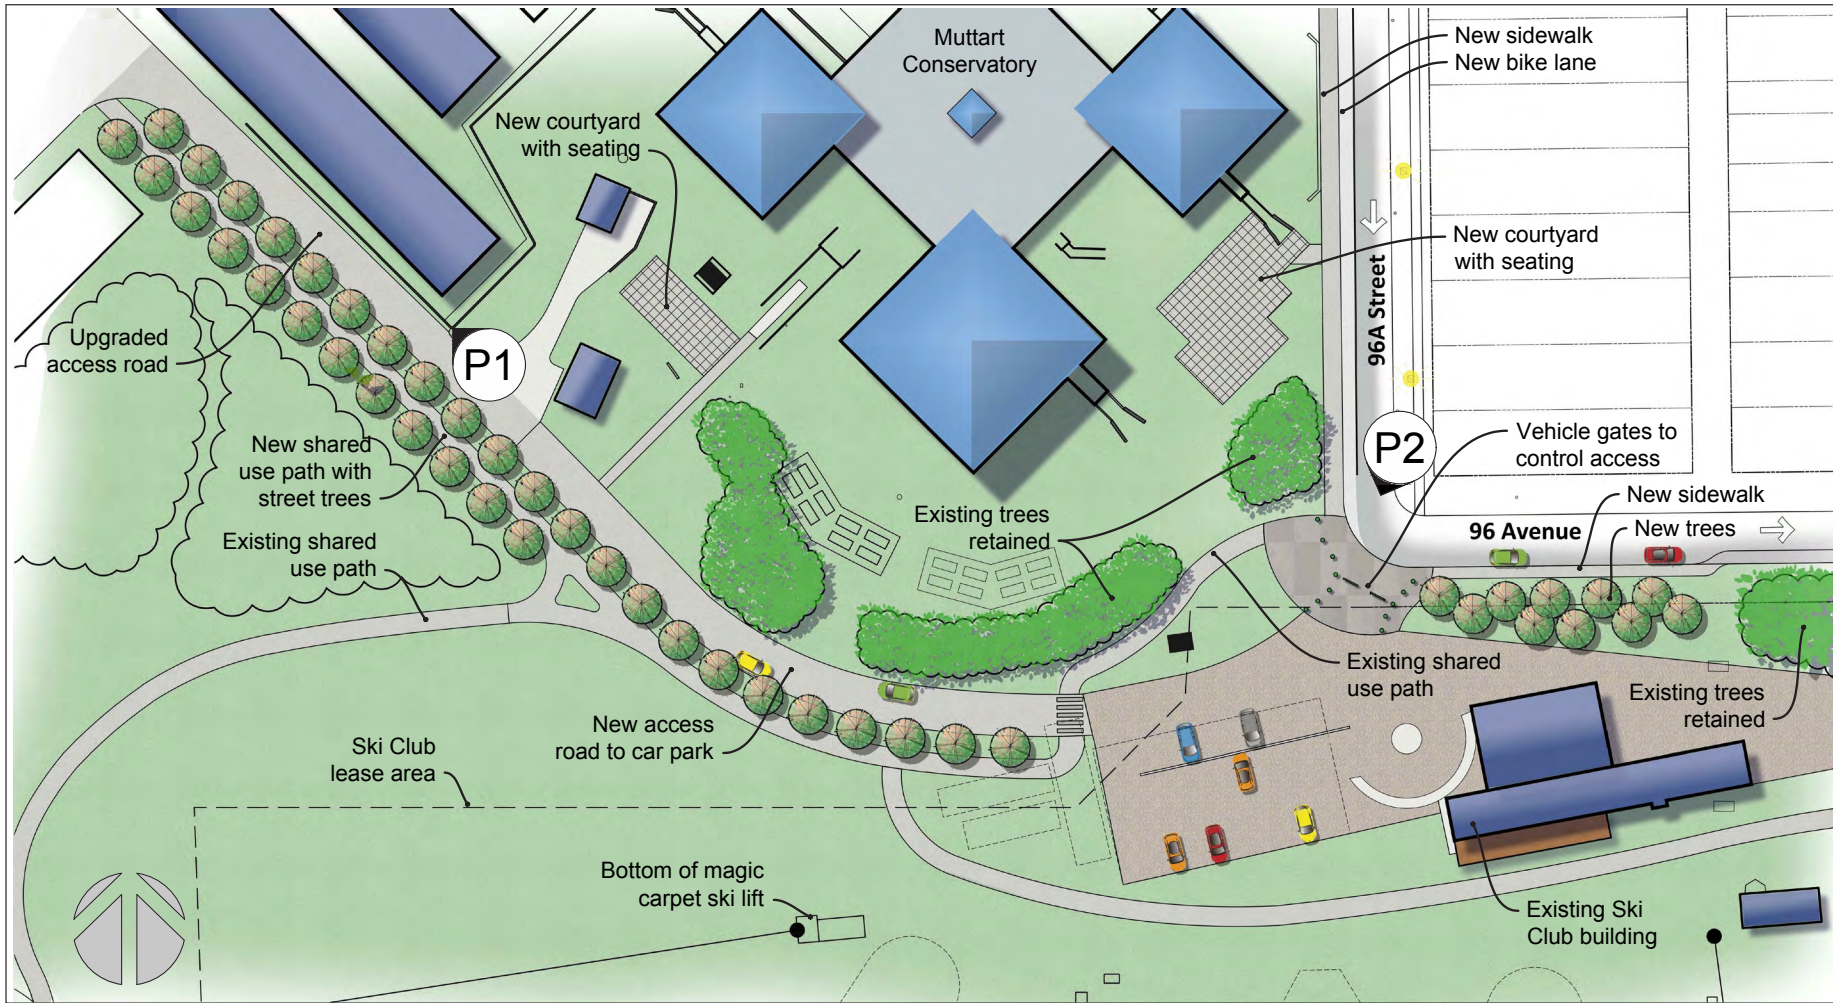 Muttart
Conservatory
New sidewalk
New bike lane
New courtyard
with seating
New courtyard
with seating
96A Street
Upgraded
access road
P1
P2
New shared
use path with
street trees
Vehicle gates to
control access
New sidewalk
96 Avenue
New trees
Existing trees
retained
Existing shared
use path
Existing shared
use path
Existing trees
retained
New access
road to car park
Ski Club
lease area
Bottom of magic
carpet ski lift
Existing Ski
Club building